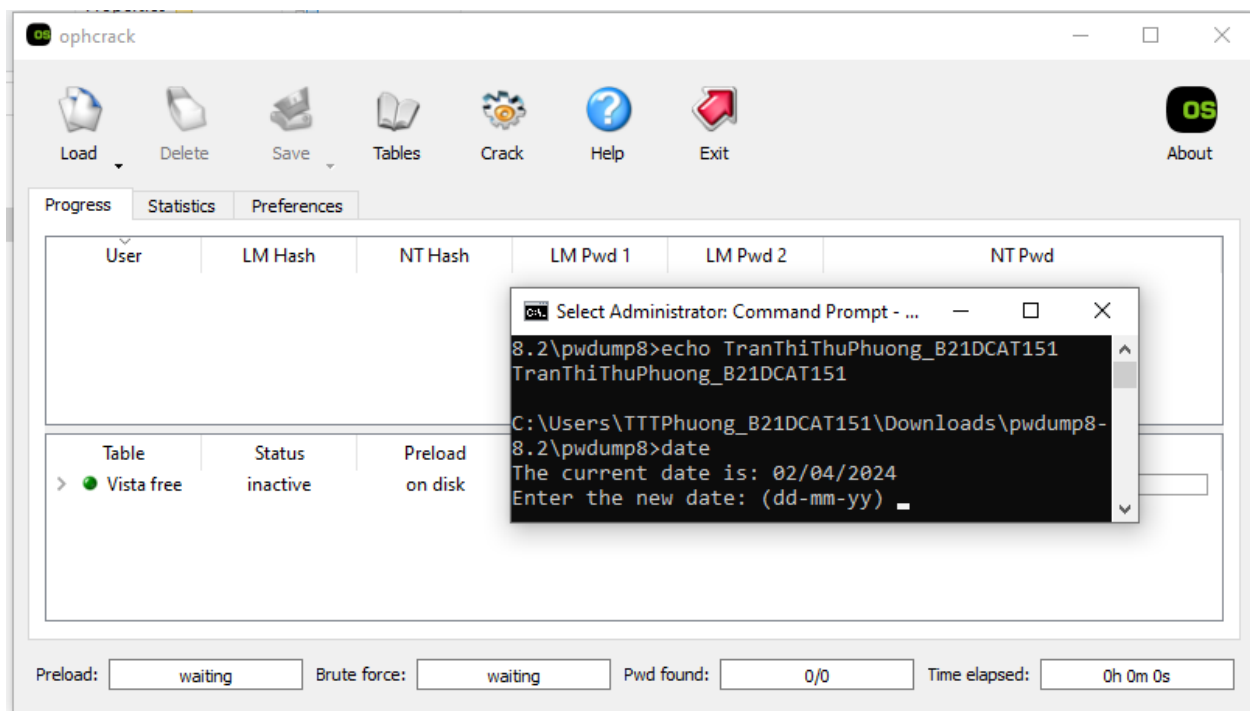 ophcrack
Load Delete Save Tables Crack Help Exit About
OS
Progress Statistics Preferences
User LM Hash NT Hash LM Pwd 1 LM Pwd 2 NT Pwd
Select Administrator: Command Prompt - ...
8.2\pwdump8>echo TranThiThuPhuong_B21DCAT151
TranThiThuPhuong_B21DCAT151
C:\Users\TTTPhuong_B21DCAT151\Downloads\pwdump8-
8.2\pwdump8>date
The current date is: 02/04/2024
Enter the new date: (dd-mm-yy)
Table Status Preload
Vista free inactive on disk
Preload: waiting Brute force: waiting Pwd found: 0/0 Time elapsed: 0h 0m 0s